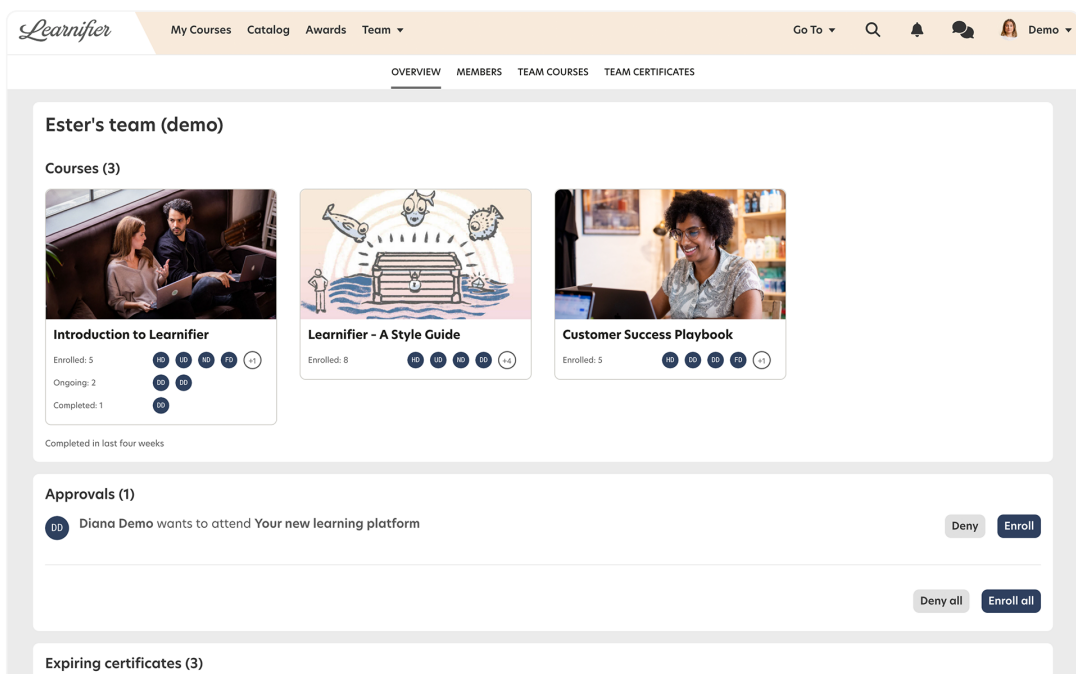 Learnifier My Courses Catalog Awards Team Go To Demo
OVERVIEW MEMBERS TEAM COURSES TEAM CERTIFICATES
Ester's team (demo)
Courses (3)
Introduction to Learnifier
Enrolled: 5 HD UD ND FD +1
Ongoing: 2 DD DD
Completed: 1 DD
Learnifier - A Style Guide
Enrolled: 8 HD UD ND DD +4
Customer Success Playbook
Enrolled: 5 HD DD DD FD +1
Completed in last four weeks
Approvals (1)
DD Diana Demo wants to attend Your new learning platform Deny Enroll
Deny all Enroll all
Expiring certificates (3)